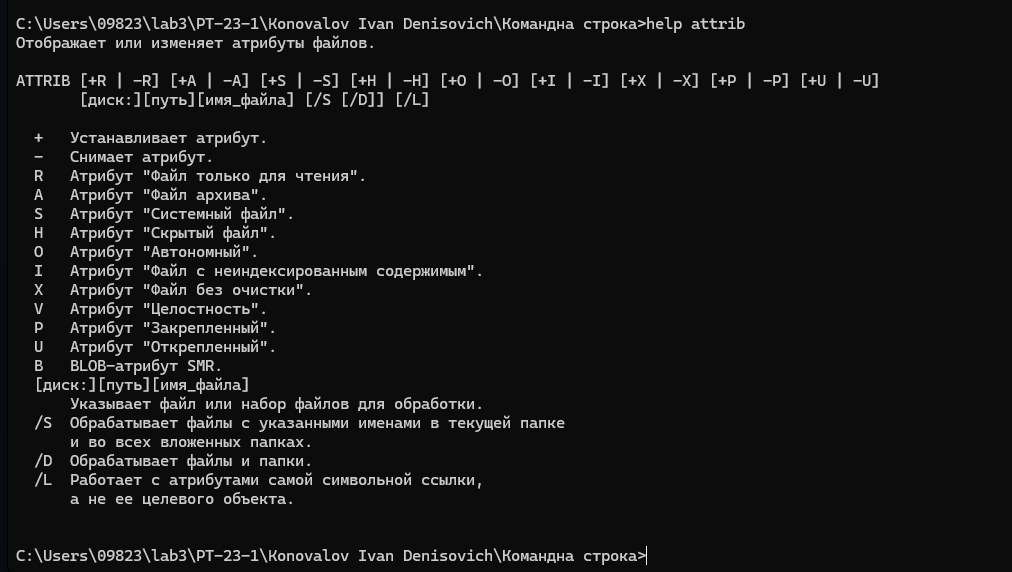 C:\Users\09823\lab3\PT-23-1\Konovalov Ivan Denisovich\Командна строка>help attrib
Отображает или изменяет атрибуты файлов.
ATTRIB [+R | -R] [+A | -A] [+S | -S] [+H | -H] [+O | -O] [+I | -I] [+X | -X] [+P | -P] [+U | -U]
[диск:][путь][имя_файла] [/S [/D]] [/L]
+ Устанавливает атрибут.
- Снимает атрибут.
R Атрибут "Файл только для чтения".
A Атрибут "Файл архива".
S Атрибут "Системный файл".
H Атрибут "Скрытый файл".
O Атрибут "Автономный".
I Атрибут "Файл с неиндексированным содержимым".
X Атрибут "Файл без очистки".
V Атрибут "Целостность".
P Атрибут "Закрепленный".
U Атрибут "Открепленный".
B BLOB-атрибут SMR.
[диск:][путь][имя_файла]
Указывает файл или набор файлов для обработки.
/S Обрабатывает файлы с указанными именами в текущей папке
и во всех вложенных папках.
/D Обрабатывает файлы и папки.
/L Работает с атрибутами самой символьной ссылки,
а не ее целевого объекта.
C:\Users\09823\lab3\PT-23-1\Konovalov Ivan Denisovich\Командна строка>